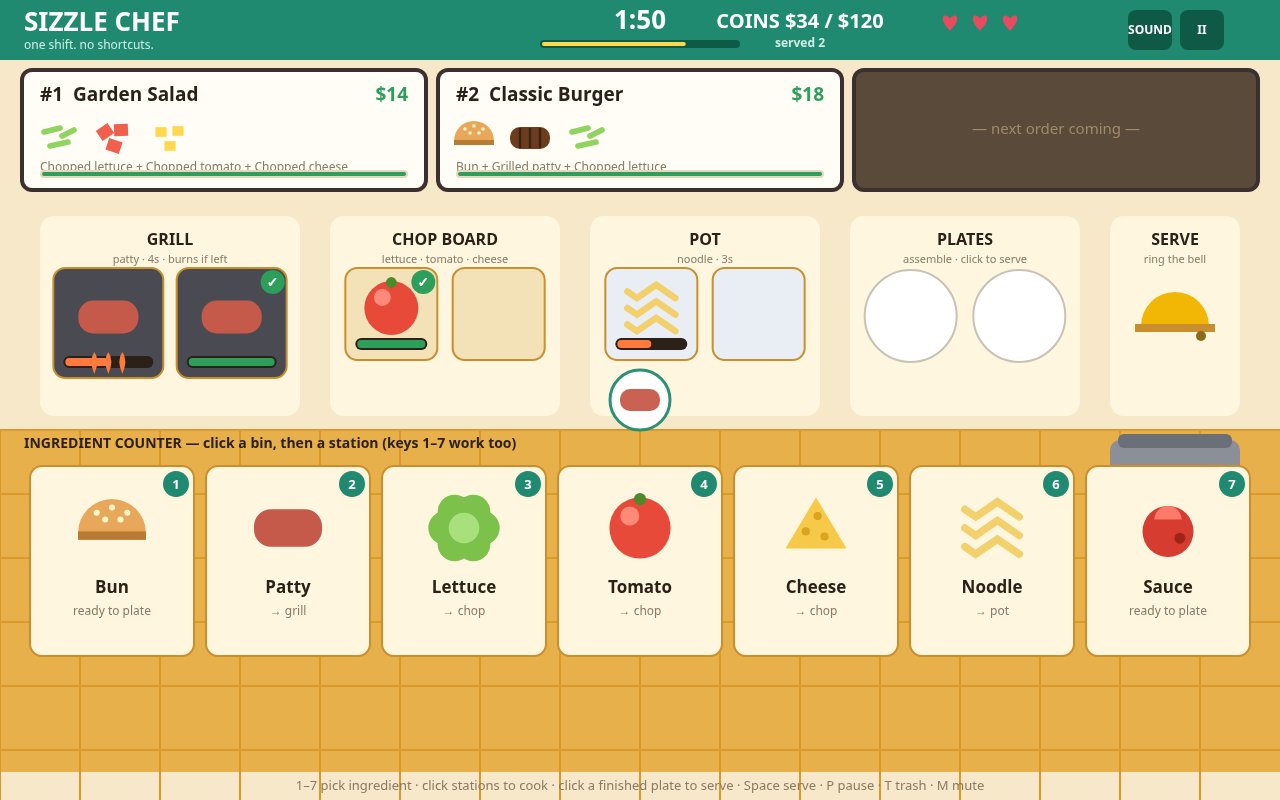 SIZZLE CHEF
one shift. no shortcuts.
1:50
COINS $34 / $120
served 2
SOUND
II
#1 Garden Salad
$14
Chopped lettuce + Chopped tomato + Chopped cheese
#2 Classic Burger
$18
Bun + Grilled patty + Chopped lettuce
— next order coming —
GRILL
patty · 4s · burns if left
CHOP BOARD
lettuce · tomato · cheese
POT
noodle · 3s
PLATES
assemble · click to serve
SERVE
ring the bell
✓
✓
INGREDIENT COUNTER — click a bin, then a station (keys 1–7 work too)
1
Bun
ready to plate
2
Patty
→ grill
3
Lettuce
→ chop
4
Tomato
→ chop
5
Cheese
→ chop
6
Noodle
→ pot
7
Sauce
ready to plate
1–7 pick ingredient · click stations to cook · click a finished plate to serve · Space serve · P pause · T trash · M mute